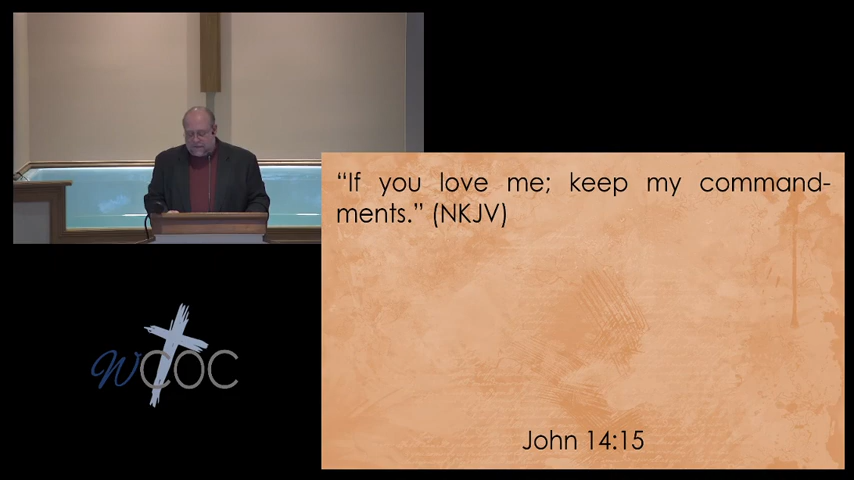 “If you love me; keep my command-
ments.” (NKJV)
WCOC
John 14:15